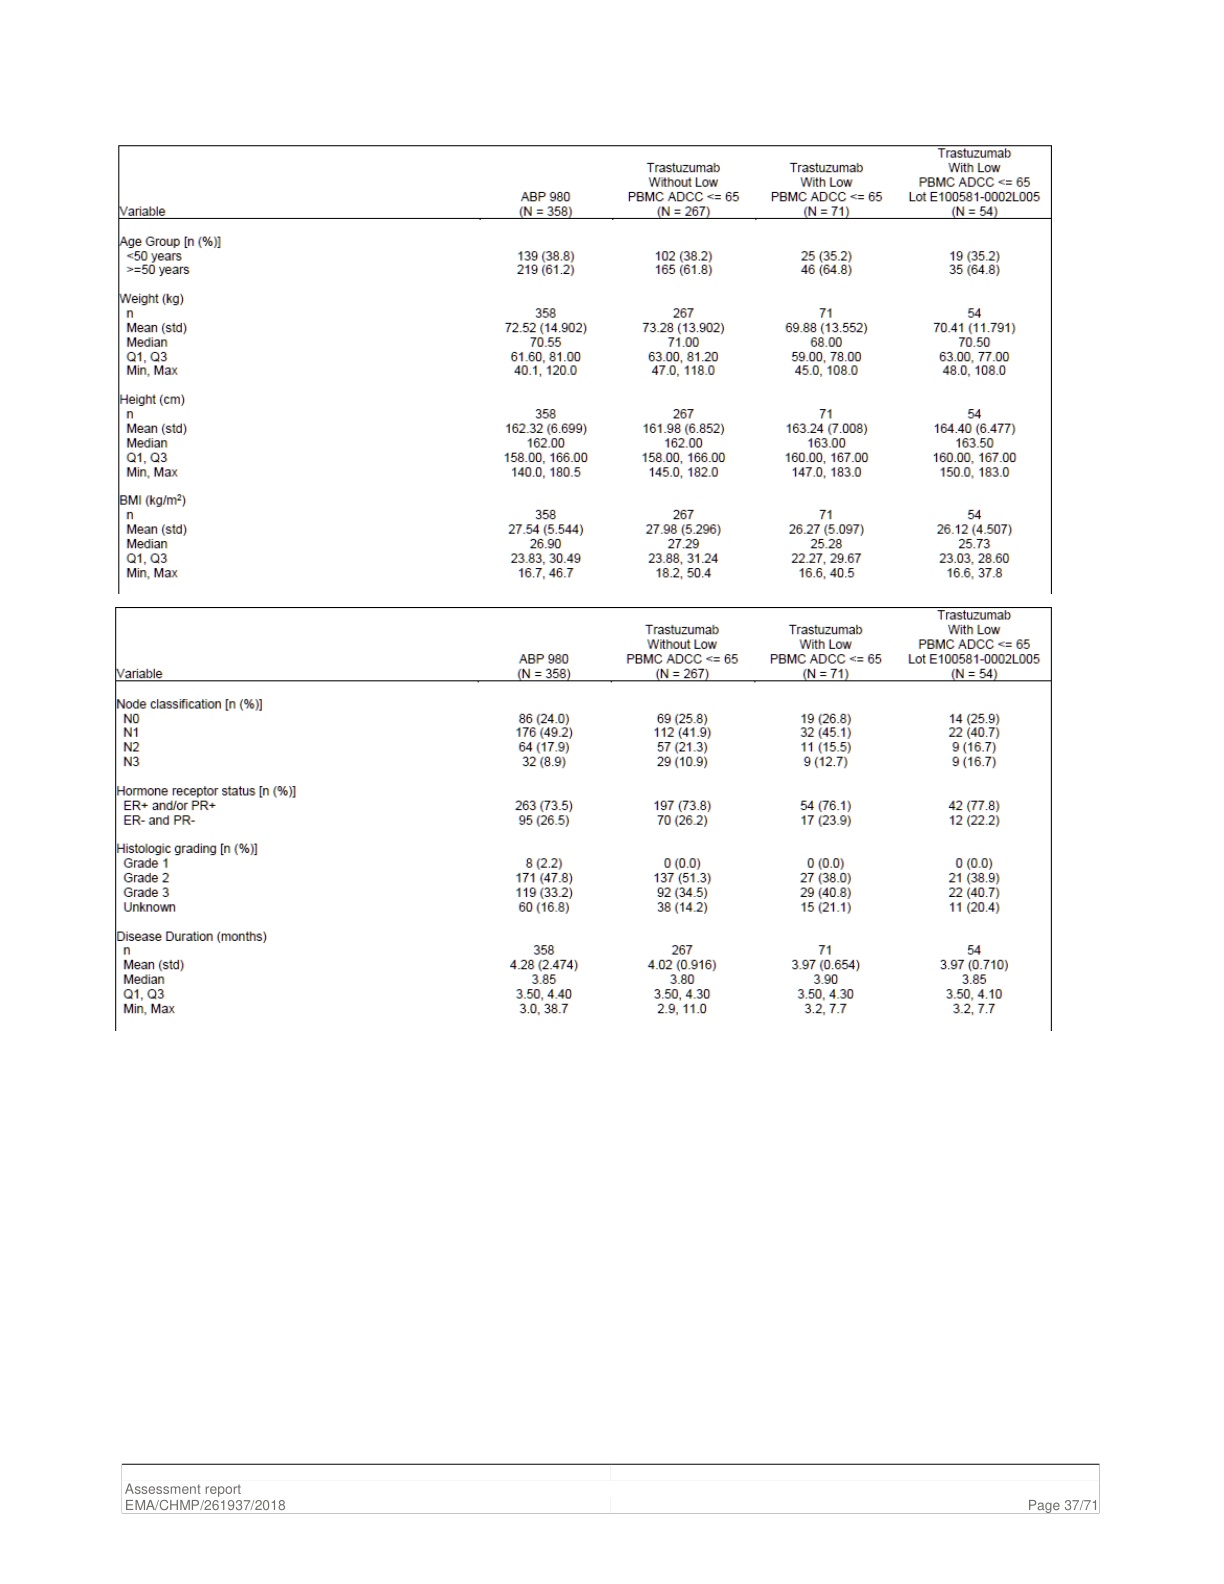 Trastuzumab
Trastuzumab Trastuzumab With Low
Without Low With Low PBMC ADCC <= 65
ABP 980 PBMC ADCC <= 65 PBMC ADCC <= 65 Lot E100581-0002L005
Variable (N = 358) (N = 267) (N = 71) (N = 54)
Age Group [n (%)]
<50 years 139 (38.8) 102 (38.2) 25 (35.2) 19 (35.2)
>=50 years 219 (61.2) 165 (61.8) 46 (64.8) 35 (64.8)
Weight (kg)
n 358 267 71 54
Mean (std) 72.52 (14.902) 73.28 (13.902) 69.88 (13.552) 70.41 (11.791)
Median 70.55 71.00 68.00 70.50
Q1, Q3 61.60, 81.00 63.00, 81.20 59.00, 78.00 63.00, 77.00
Min, Max 40.1, 120.0 47.0, 118.0 45.0, 108.0 48.0, 108.0
Height (cm)
n 358 267 71 54
Mean (std) 162.32 (6.699) 161.98 (6.852) 163.24 (7.008) 164.40 (6.477)
Median 162.00 162.00 163.00 163.50
Q1, Q3 158.00, 166.00 158.00, 166.00 160.00, 167.00 160.00, 167.00
Min, Max 140.0, 180.5 145.0, 182.0 147.0, 183.0 150.0, 183.0
BMI (kg/m²)
n 358 267 71 54
Mean (std) 27.54 (5.544) 27.98 (5.296) 26.27 (5.097) 26.12 (4.507)
Median 26.90 27.29 25.28 25.73
Q1, Q3 23.83, 30.49 23.88, 31.24 22.27, 29.67 23.03, 28.60
Min, Max 16.7, 46.7 18.2, 50.4 16.6, 40.5 16.6, 37.8
Trastuzumab
Trastuzumab Trastuzumab With Low
Without Low With Low PBMC ADCC <= 65
ABP 980 PBMC ADCC <= 65 PBMC ADCC <= 65 Lot E100581-0002L005
Variable (N = 358) (N = 267) (N = 71) (N = 54)
Node classification [n (%)]
N0 86 (24.0) 69 (25.8) 19 (26.8) 14 (25.9)
N1 176 (49.2) 112 (41.9) 32 (45.1) 22 (40.7)
N2 64 (17.9) 57 (21.3) 11 (15.5) 9 (16.7)
N3 32 (8.9) 29 (10.9) 9 (12.7) 9 (16.7)
Hormone receptor status [n (%)]
ER+ and/or PR+ 263 (73.5) 197 (73.8) 54 (76.1) 42 (77.8)
ER- and PR- 95 (26.5) 70 (26.2) 17 (23.9) 12 (22.2)
Histologic grading [n (%)]
Grade 1 8 (2.2) 0 (0.0) 0 (0.0) 0 (0.0)
Grade 2 171 (47.8) 137 (51.3) 27 (38.0) 21 (38.9)
Grade 3 119 (33.2) 92 (34.5) 29 (40.8) 22 (40.7)
Unknown 60 (16.8) 38 (14.2) 15 (21.1) 11 (20.4)
Disease Duration (months)
n 358 267 71 54
Mean (std) 4.28 (2.474) 4.02 (0.916) 3.97 (0.654) 3.97 (0.710)
Median 3.85 3.80 3.90 3.85
Q1, Q3 3.50, 4.40 3.50, 4.30 3.50, 4.30 3.50, 4.10
Min, Max 3.0, 38.7 2.9, 11.0 3.2, 7.7 3.2, 7.7
Assessment report
EMA/CHMP/261937/2018 Page 37/71